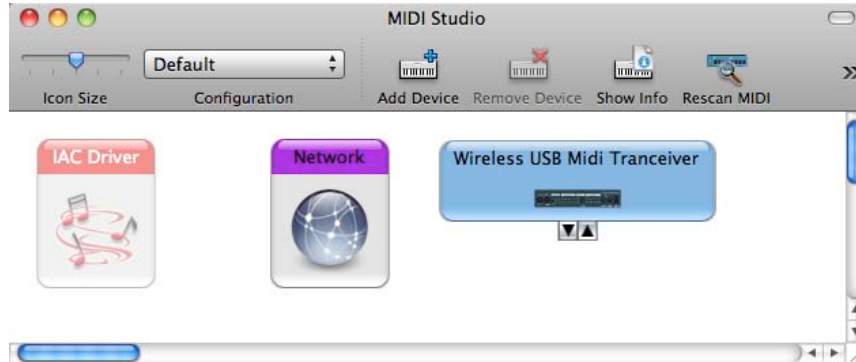 MIDI Studio
Default
Icon Size Configuration Add Device Remove Device Show Info Rescan MIDI
IAC Driver Network Wireless USB Midi Tranceiver